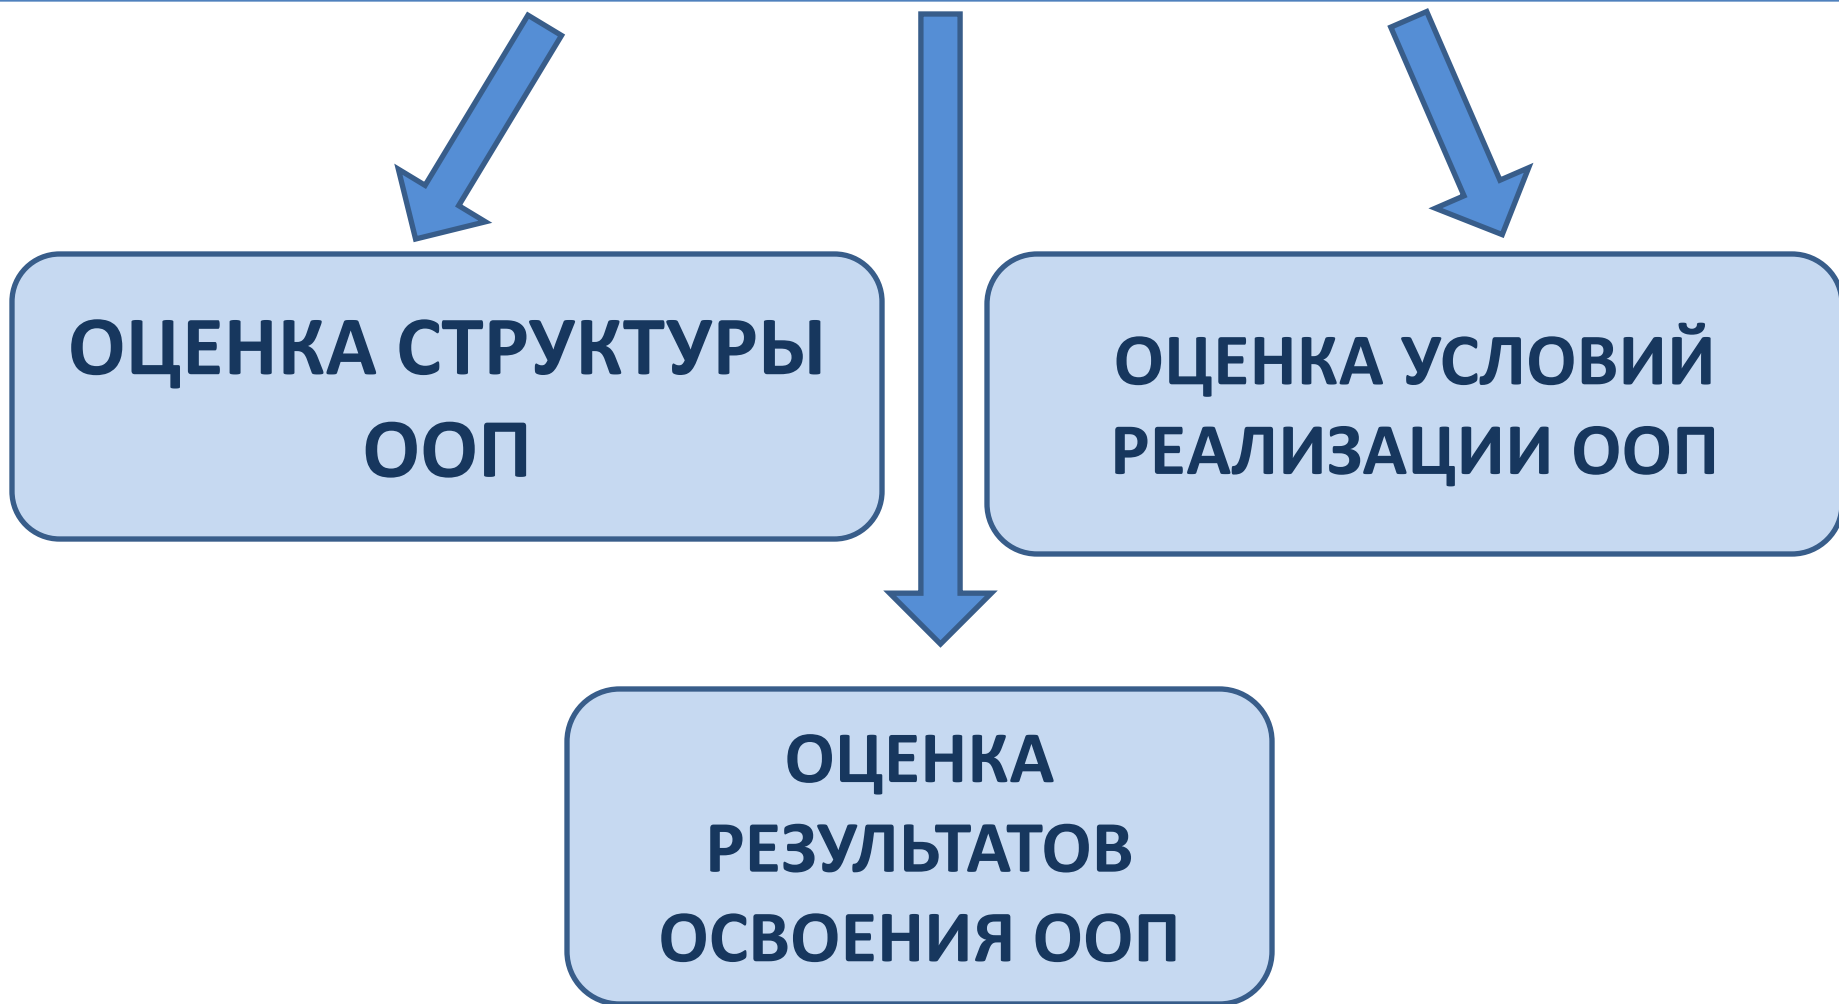 ОЦЕНКА СТРУКТУРЫ
ООП
ОЦЕНКА УСЛОВИЙ
РЕАЛИЗАЦИИ ООП
ОЦЕНКА
РЕЗУЛЬТАТОВ
ОСВОЕНИЯ ООП